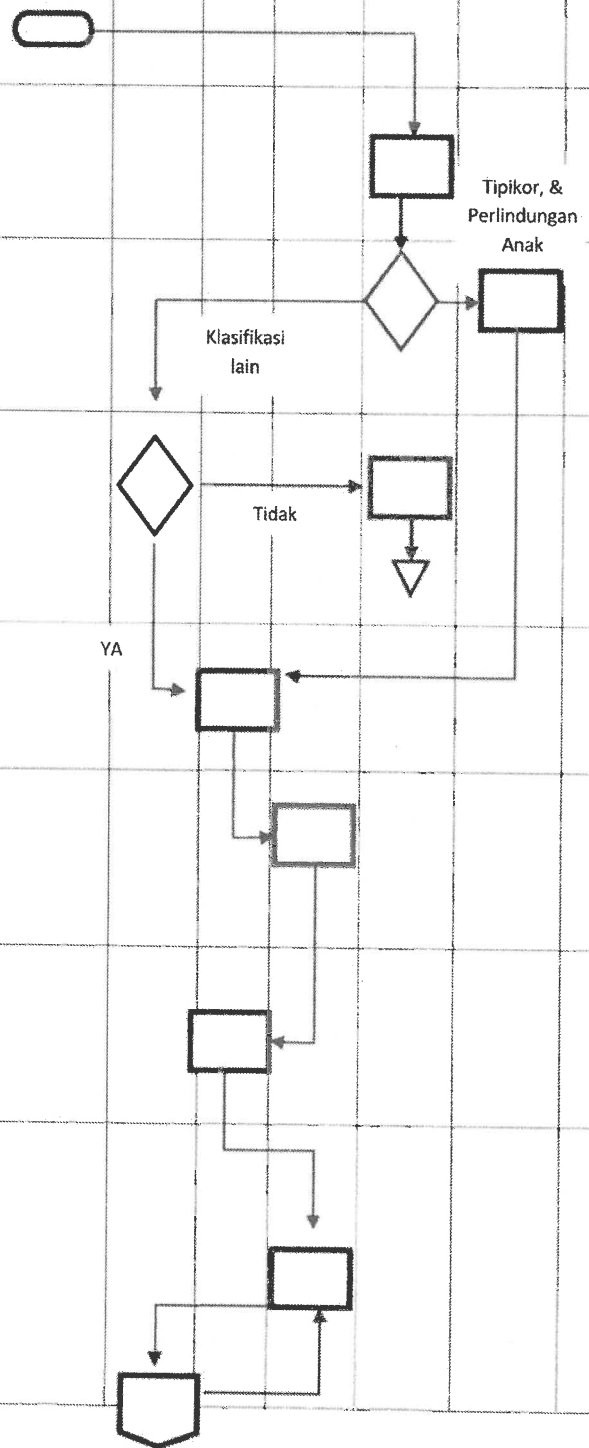 Tipikor, &
Perlindungan
Anak
Klasifikasi
lain
Tidak
YA